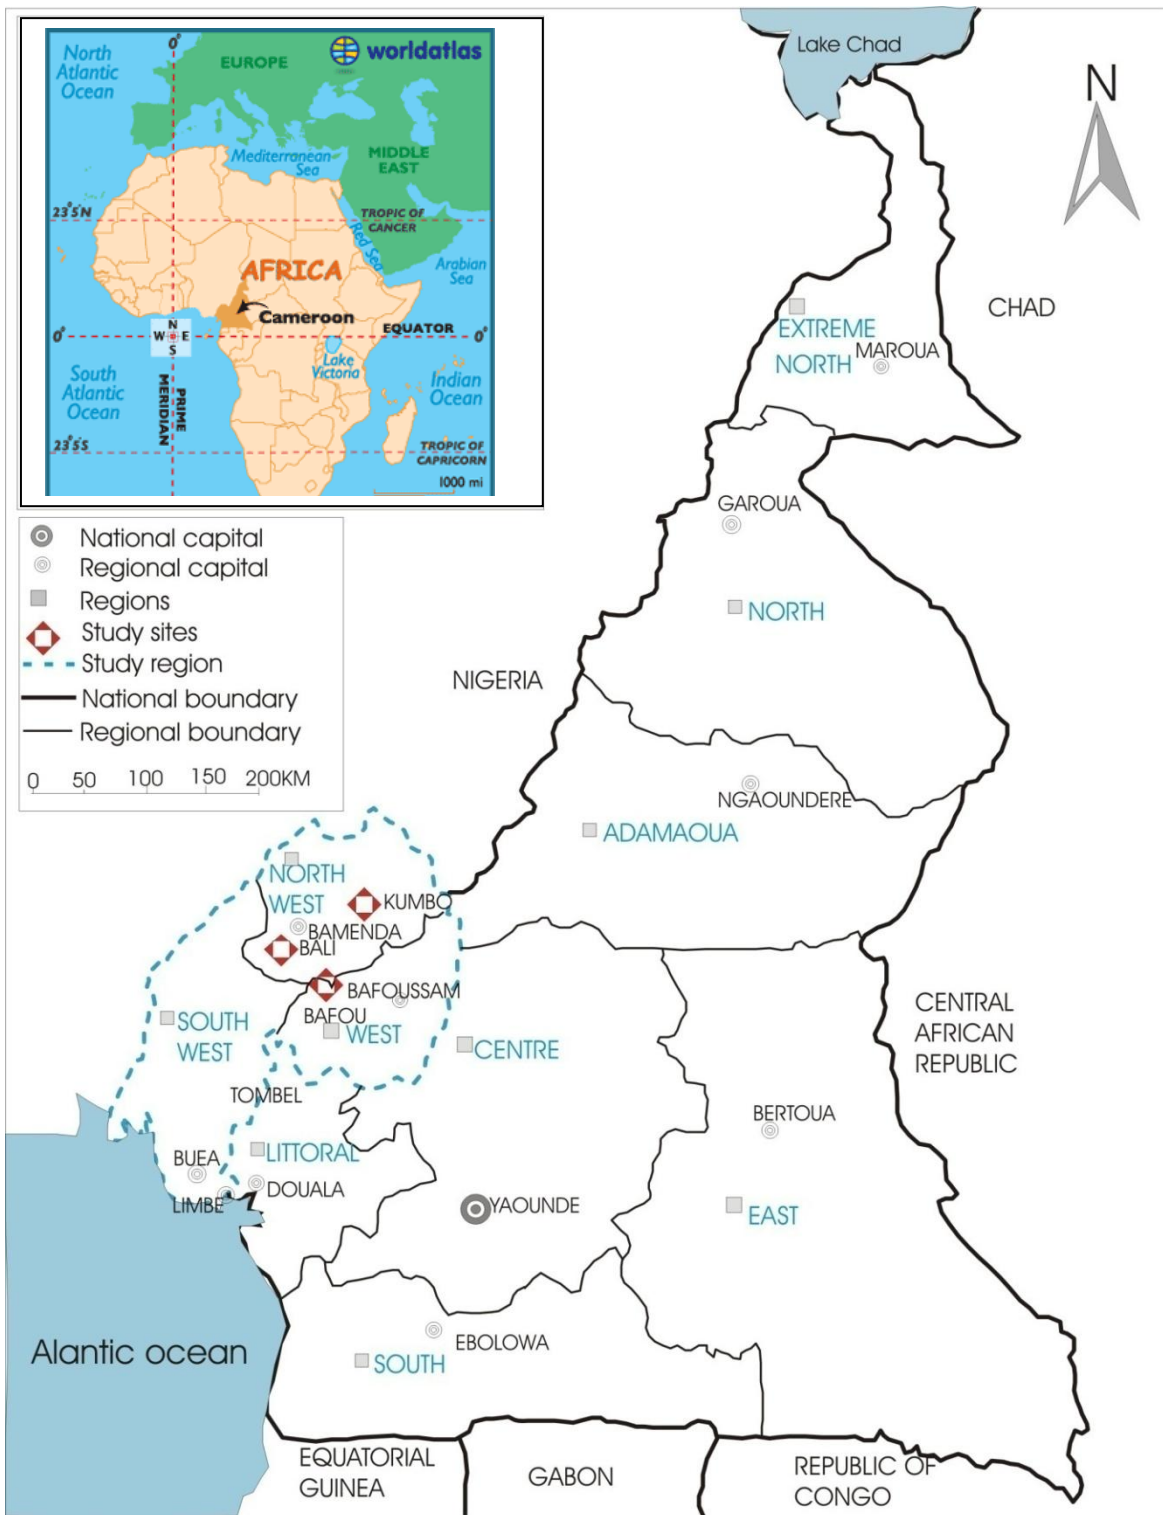 North
Atlantic
Ocean
0°
EUROPE
worldatlas
Mediterranean
Sea
MIDDLE
EAST
23°5'N
TROPIC OF
CANCER
Red Sea
Arabian
Sea
AFRICA
Cameroon
EQUATOR
0°
0°
N
W E
S
Lake
Victoria
South
Atlantic
Ocean
PRIME
MERIDIAN
Indian
Ocean
23°5'S
TROPIC OF
CAPRICORN
1000 mi
National capital
Regional capital
Regions
Study sites
Study region
National boundary
Regional boundary
0 50 100 150 200KM
Lake Chad
N
CHAD
EXTREME
NORTH
MAROUA
GAROUA
NORTH
NIGERIA
NGAOUNDERE
ADAMAOUA
NORTH
WEST
KUMBO
BAMENDA
BALI
BAFOUSSAM
BAFOU
WEST
SOUTH
WEST
CENTRE
CENTRAL
AFRICAN
REPUBLIC
TOMBEL
BERTOUA
LITTORAL
BUEA
DOUALA
LIMBE
YAOUNDE
EAST
Alantic ocean
EBOLOWA
SOUTH
EQUATORIAL
GUINEA
GABON
REPUBLIC OF
CONGO